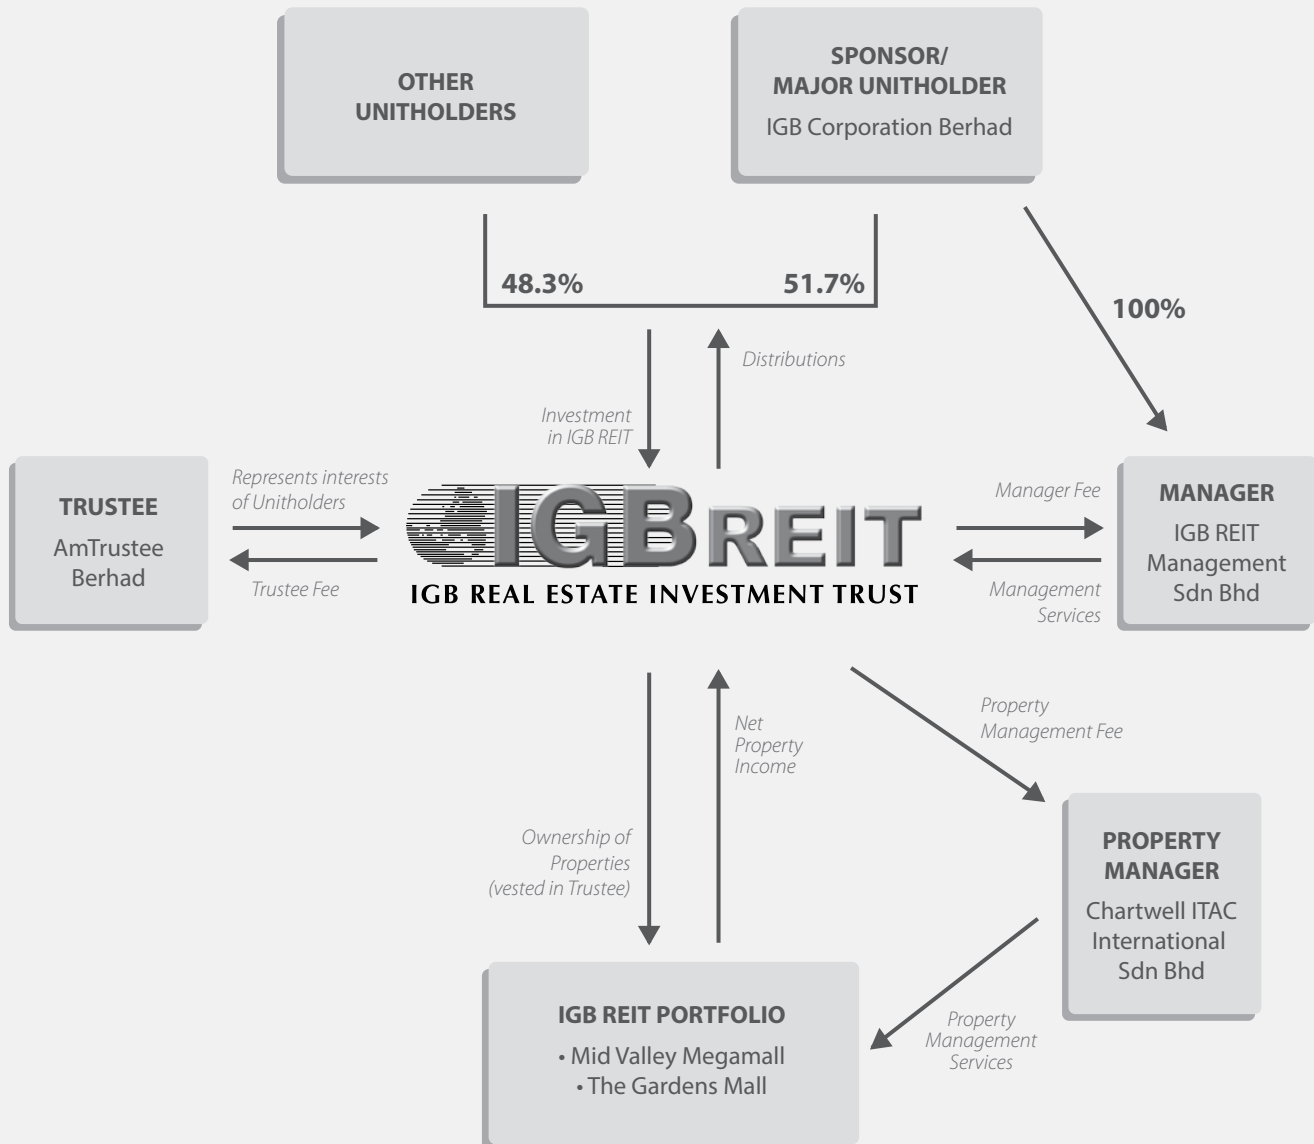 OTHER
UNITHOLDERS
SPONSOR/
MAJOR UNITHOLDER
IGB Corporation Berhad
48.3%
51.7%
100%
Distributions
Investment
in IGB REIT
TRUSTEE
AmTrustee
Berhad
Represents interests
of Unitholders
Trustee Fee
IGB REIT
IGB REAL ESTATE INVESTMENT TRUST
Manager Fee
Management
Services
MANAGER
IGB REIT
Management
Sdn Bhd
Property
Management Fee
Net
Property
Income
Ownership of
Properties
(vested in Trustee)
PROPERTY
MANAGER
Chartwell ITAC
International
Sdn Bhd
Property
Management
Services
IGB REIT PORTFOLIO
• Mid Valley Megamall
• The Gardens Mall